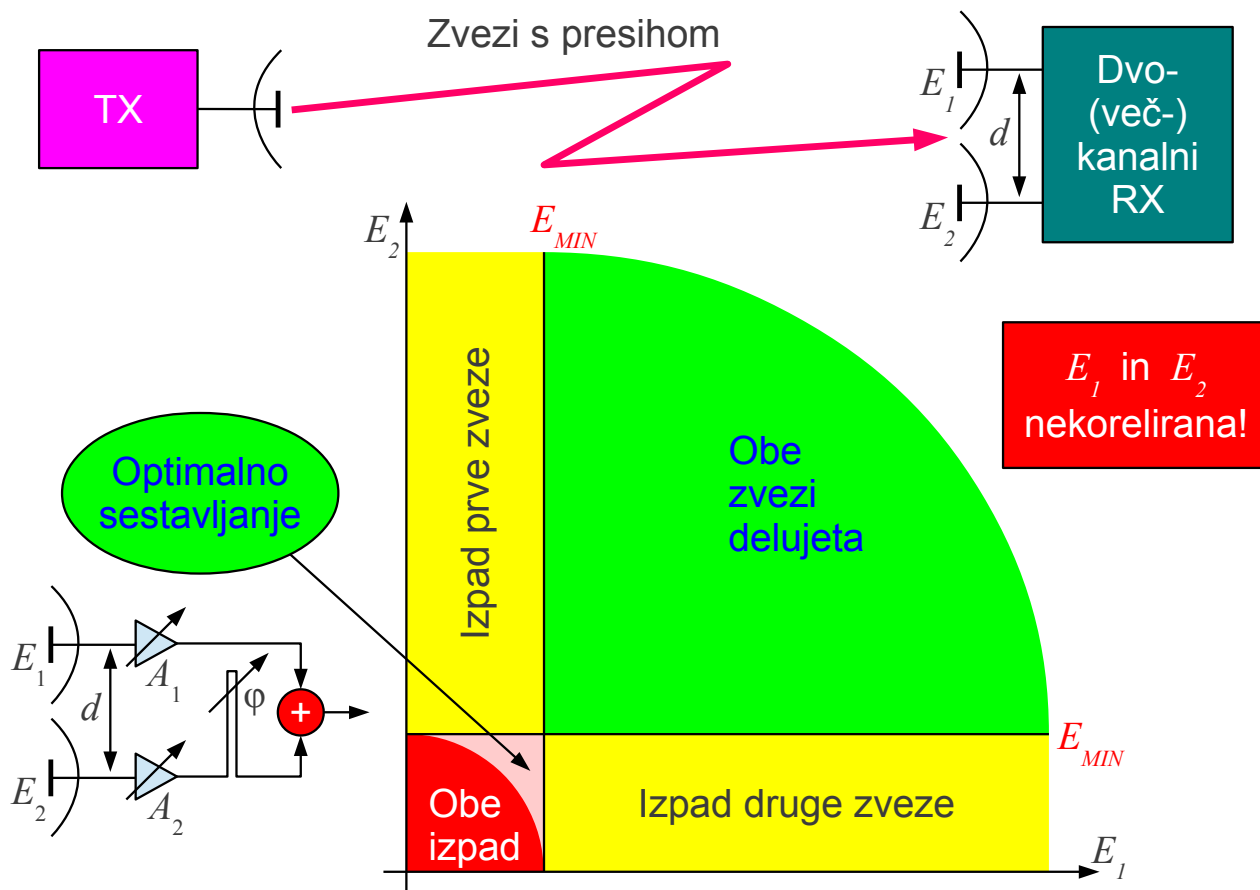 Zvezi s presihom
TX
E1
d
E2
Dvo-
(več-)
kanalni
RX
E2
EMIN
E1 in E2
nekorelirana!
Izpad prve zveze
Obe
zvezi
delujeta
Optimalno
sestavljanje
E1
A1
d
φ
+
E2
A2
EMIN
Obe
izpad
Izpad druge zveze
E1